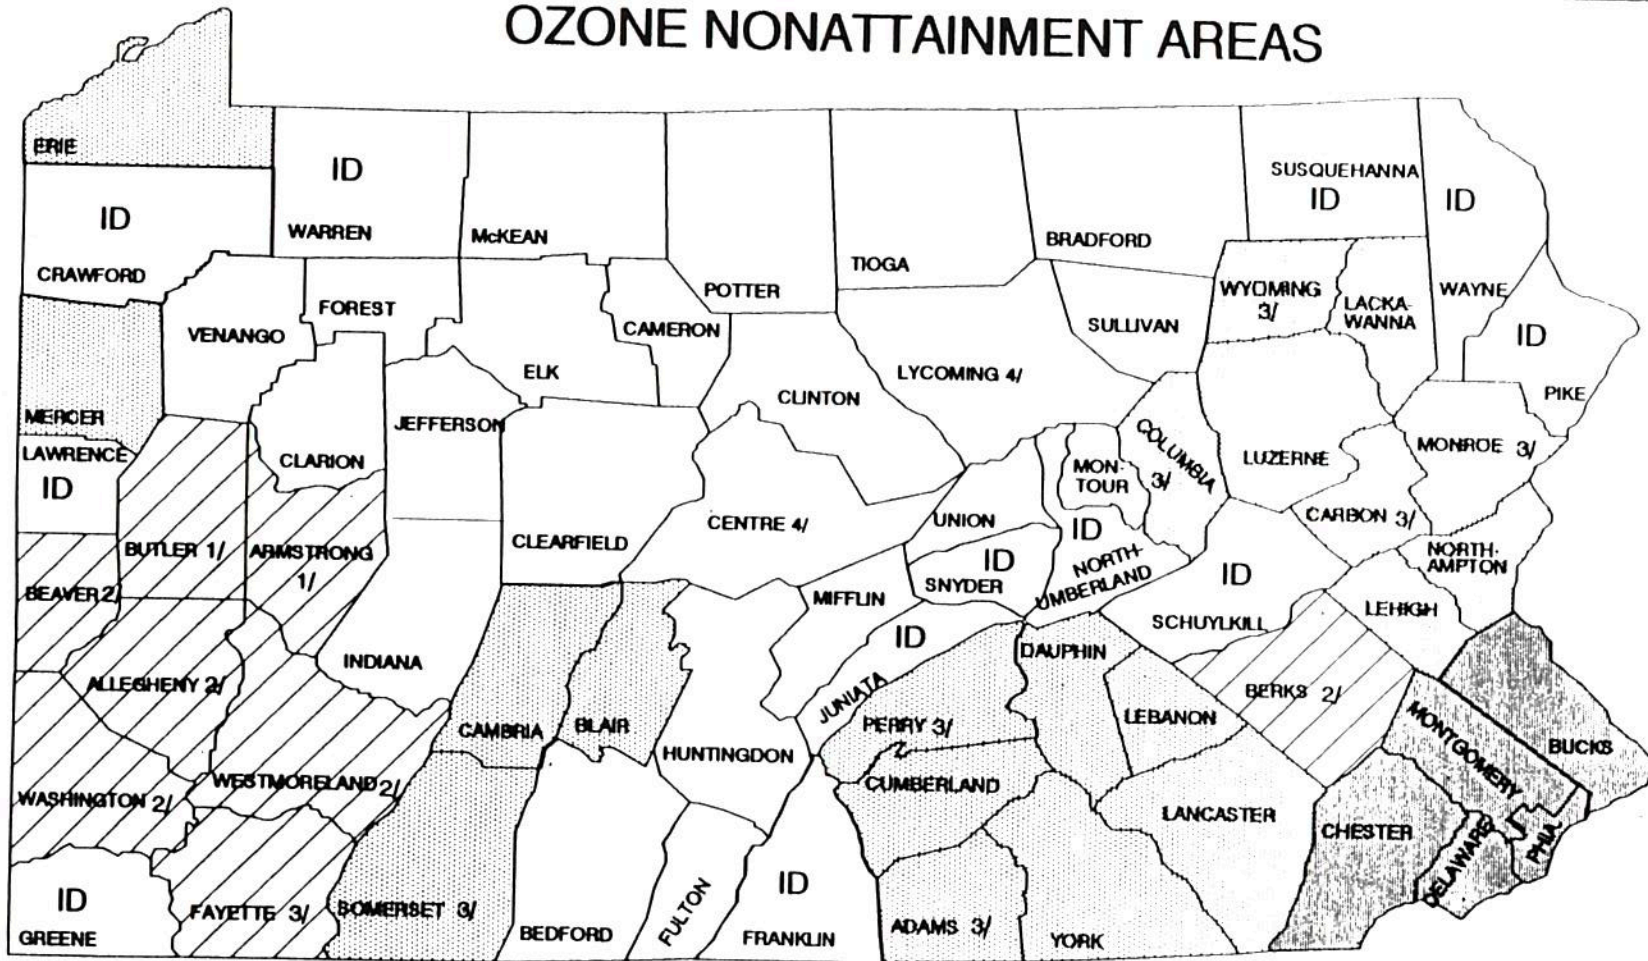 OZONE NONATTAINMENT AREAS
ERIE
ID
WARREN
McKEAN
POTTER
TIOGA
BRADFORD
SUSQUEHANNA
ID
ID
WAYNE
ID
CRAWFORD
VENANGO
FOREST
ELK
CAMERON
CLINTON
LYCOMING 4/
SULLIVAN
WYOMING
3/
LACKA-
WANNA
ID
PIKE
MERCER
LAWRENCE
ID
CLARION
JEFFERSON
CLEARFIELD
CENTRE 4/
UNION
MON-
TOUR
COLUMBIA
3/
LUZERNE
MONROE 3/
CARBON 3/
NORTH-
AMPTON
BUTLER 1/
ARMSTRONG
1/
BEAVER 2/
INDIANA
MIFFLIN
ID
SNYDER
ID
NORTH-
UMBERLAND
ID
SCHUYLKILL
LEHIGH
ALLEGHENY 2/
CAMBRIA
BLAIR
HUNTINGDON
ID
JUNIATA
PERRY 3/
DAUPHIN
LEBANON
BERKS 2/
MONTGOMERY
BUCKS
WASHINGTON 2/
WESTMORELAND 2/
CUMBERLAND
LANCASTER
CHESTER
DELAWARE
PHIA
ID
GREENE
FAYETTE 3/
SOMERSET 3/
BEDFORD
FULTON
ID
FRANKLIN
ADAMS 3/
YORK